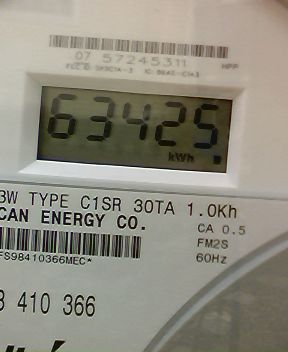 07 57245311
63425
kWh
3W TYPE C1SR 30TA 1.0Kh
CAN ENERGY CO.
CA 0.5
FM2S
60Hz
FS98410366MEC*
410 366